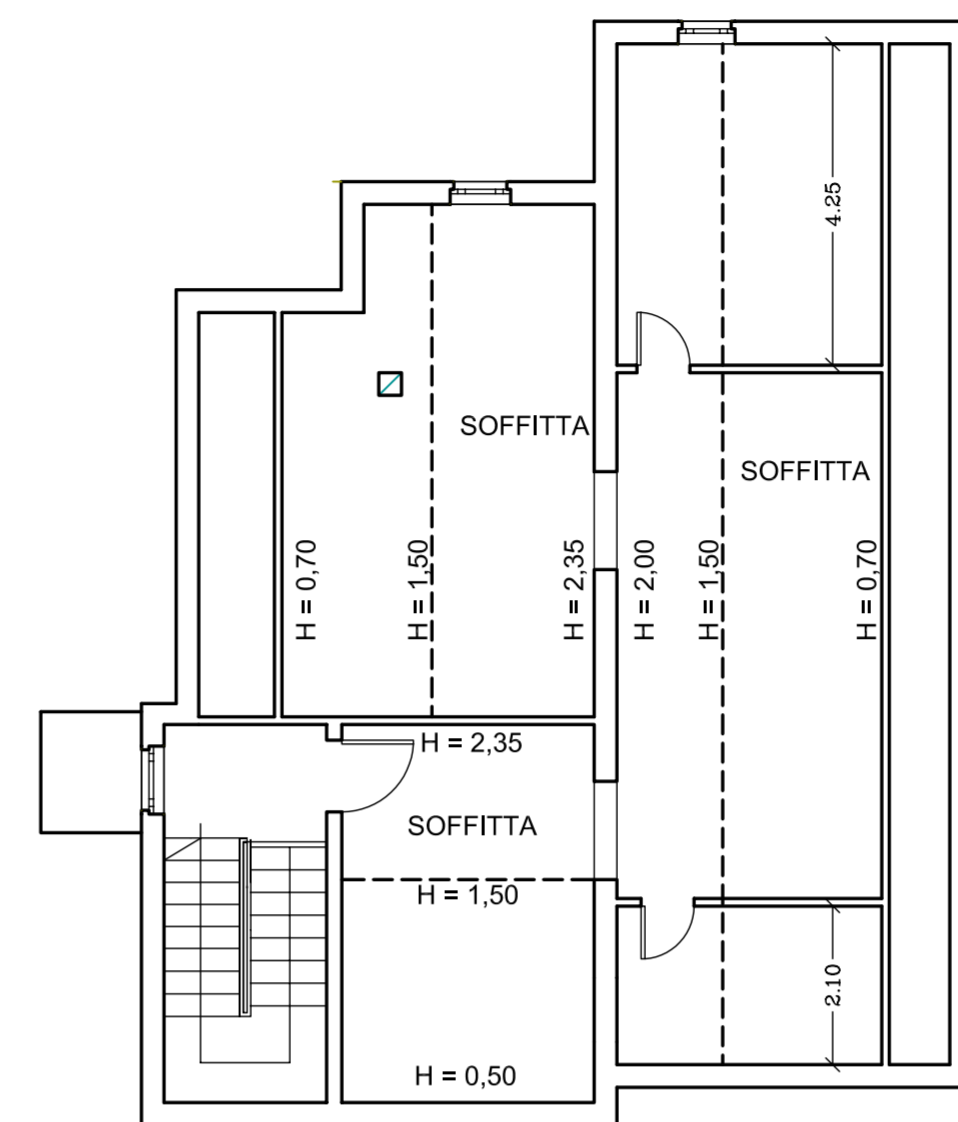 4.25
SOFFITTA
SOFFITTA
H = 0,70
H = 1,50
H = 2,35
H = 2,00
H = 1,50
H = 0,70
H = 2,35
SOFFITTA
H = 1,50
2.10
H = 0,50